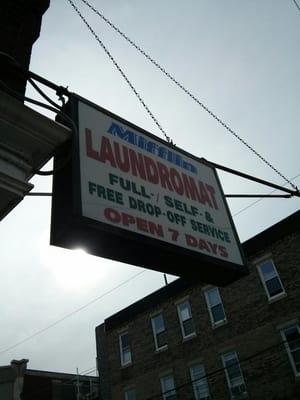 Mifflin
LAUNDROMAT
FULL-/ SELF- &
FREE DROP-OFF SERVICE
OPEN 7 DAYS